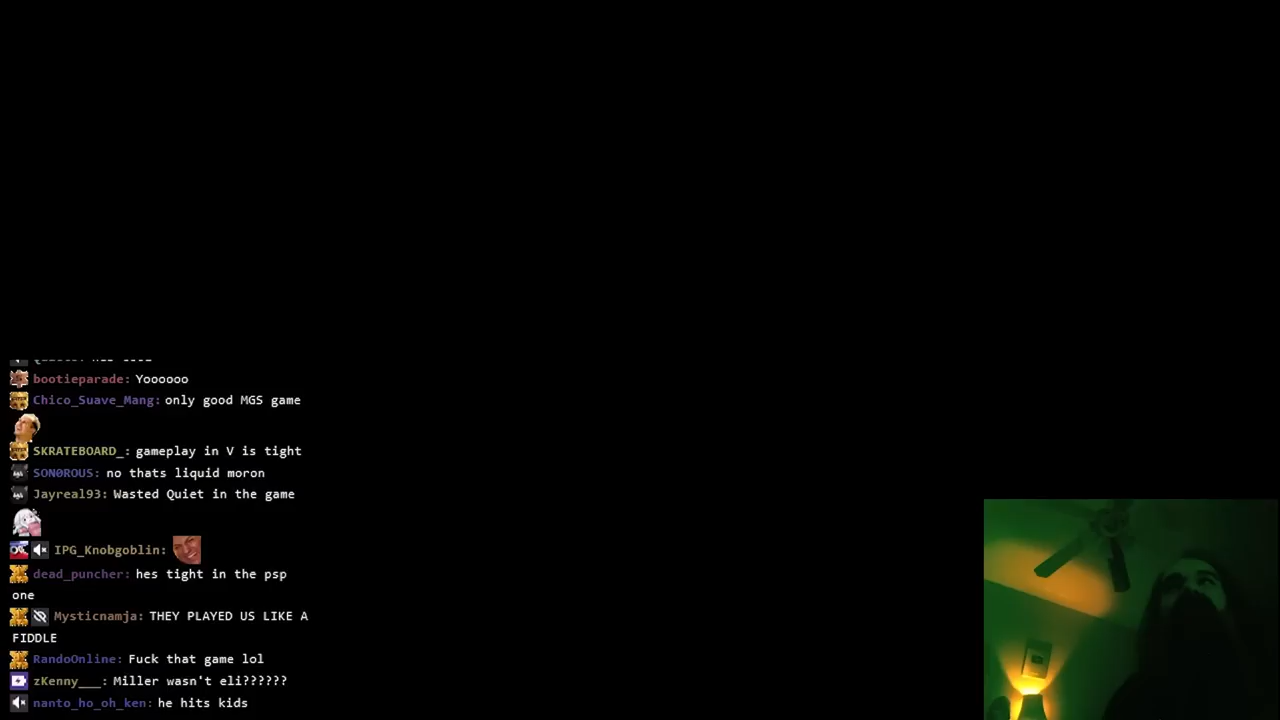 bootieparade: Yoooooo
Chico_Suave_Mang: only good MGS game
SKRATEBOARD_: gameplay in V is tight
SON0ROUS: no thats liquid moron
Jayreal93: Wasted Quiet in the game
IPG_Knobgoblin:
dead_puncher: hes tight in the psp
one
Mysticnamja: THEY PLAYED US LIKE A
FIDDLE
RandoOnline: Fuck that game lol
zKenny___: Miller wasn't eli??????
nanto_ho_oh_ken: he hits kids